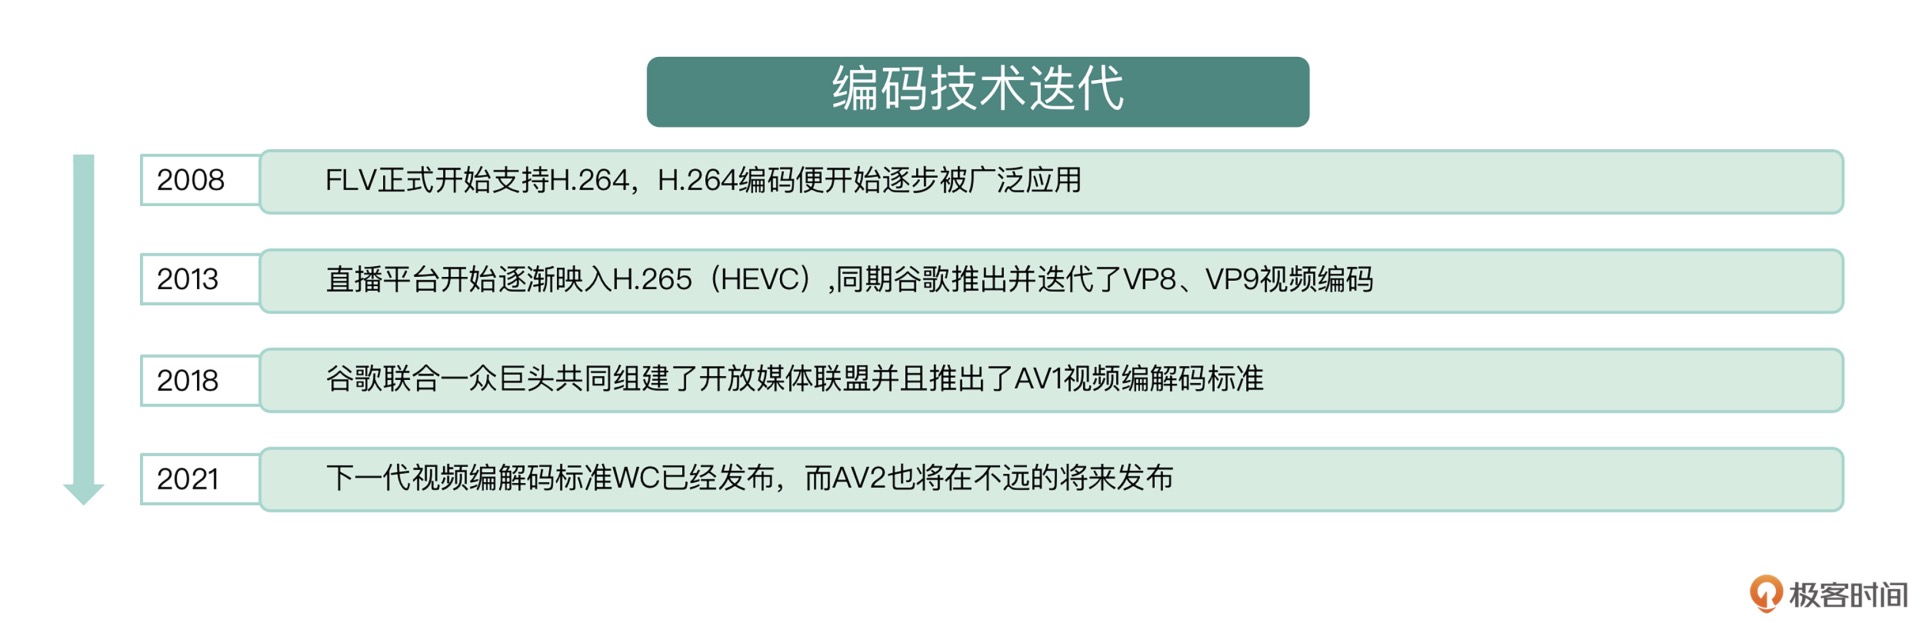 编码技术迭代
2008
FLV正式开始支持H.264，H.264编码便开始逐步被广泛应用
2013
直播平台开始逐渐映入H.265（HEVC）,同期谷歌推出并迭代了VP8、VP9视频编码
2018
谷歌联合一众巨头共同组建了开放媒体联盟并且推出了AV1视频编解码标准
2021
下一代视频编解码标准WC已经发布，而AV2也将在不远的将来发布
极客时间